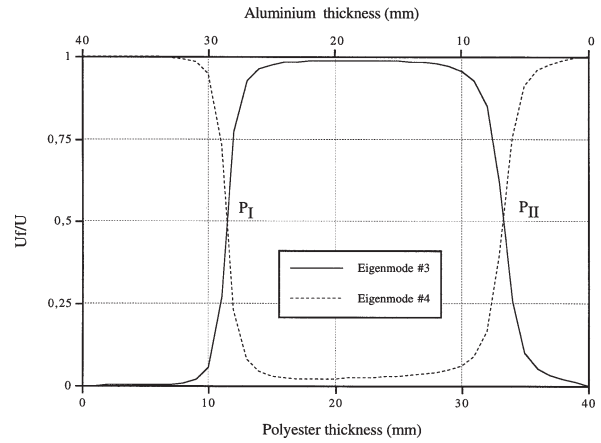 Aluminium thickness (mm)
40 30 20 10 0
1
0,75
0,5
0,25
0
Uf/U
P_I
P_II
Eigenmode #3
Eigenmode #4
0 10 20 30 40
Polyester thickness (mm)